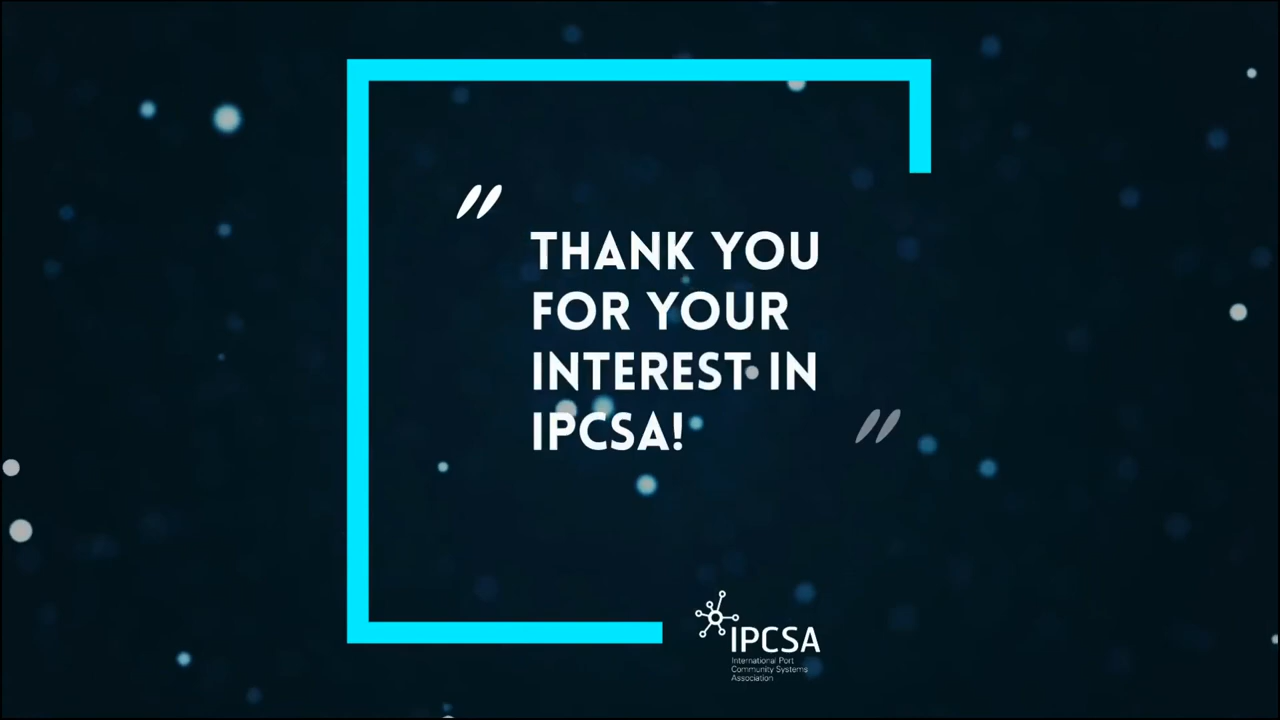 THANK YOU
FOR YOUR
INTEREST IN
IPCSA!
IPCSA
International Port
Community Systems
Association